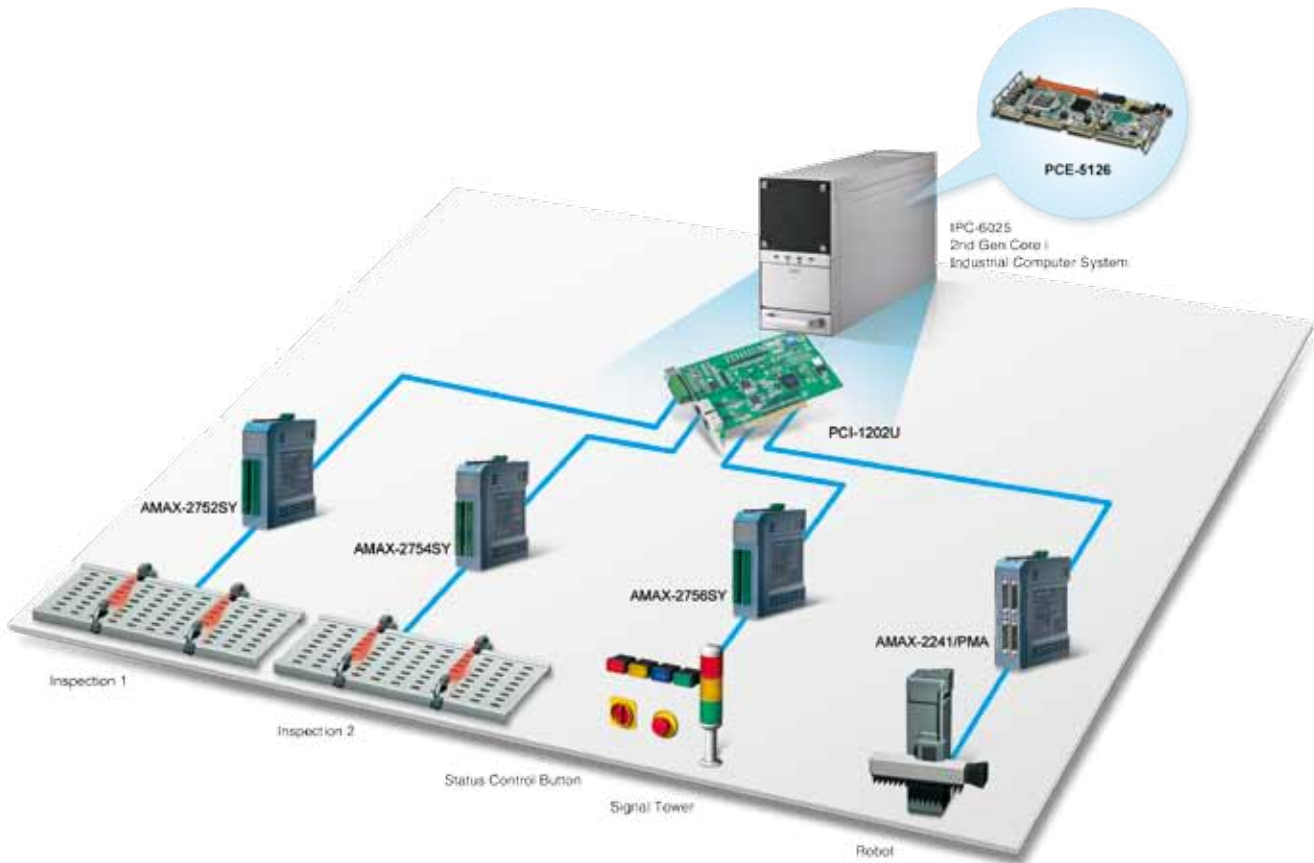 PCE-5126
IPC-6025
2nd Gen Core i
Industrial Computer System
PCI-1202U
AMAX-2752SY
AMAX-2754SY
AMAX-2756SY
AMAX-2241/PMA
Inspection 1
Inspection 2
Status Control Button
Signal Tower
Robot